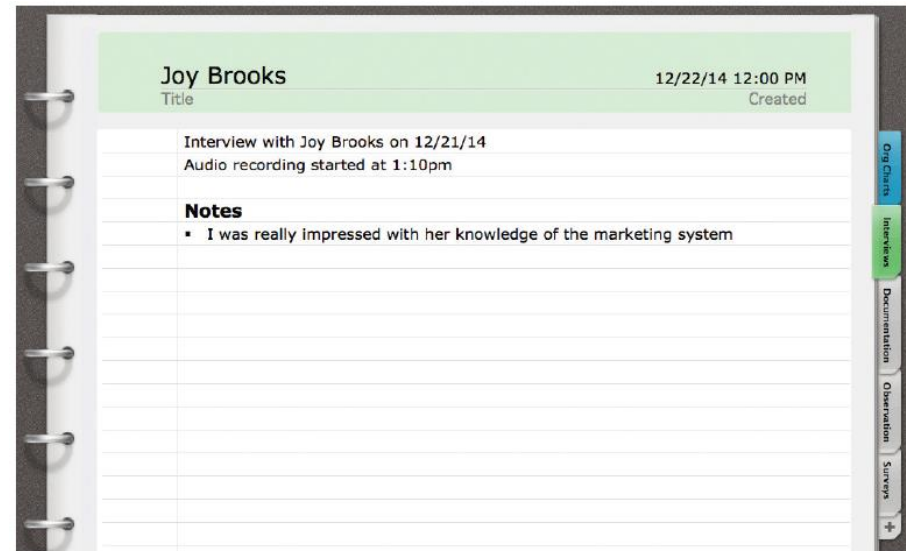 Joy Brooks
12/22/14 12:00 PM
Title
Created
Interview with Joy Brooks on 12/21/14
Audio recording started at 1:10pm
Notes
▪ I was really impressed with her knowledge of the marketing system
Org Charts
Interviews
Documentation
Observation
Surveys
+